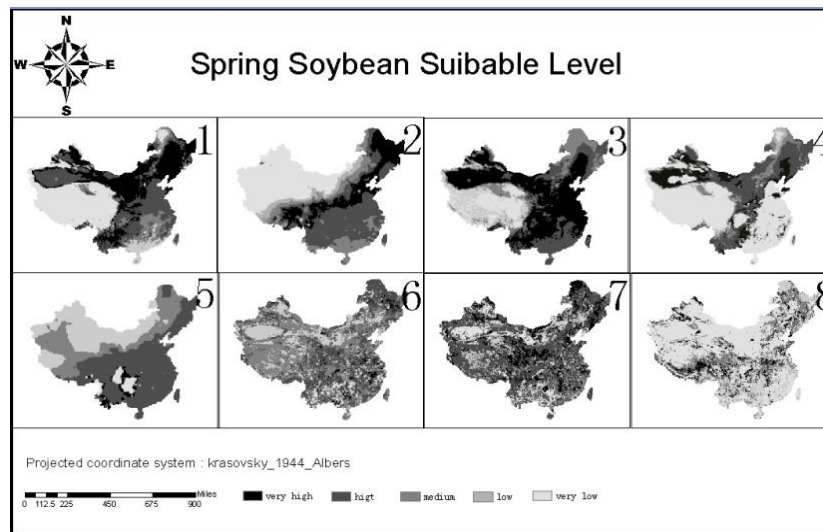 N
W E
S
Spring Soybean Suibable Level
1 2 3 4
5 6 7 8
Projected coordinate system : krasovsky_1944_Albers
Miles
0 112.5 225 450 675 900
very high higt medium low very low